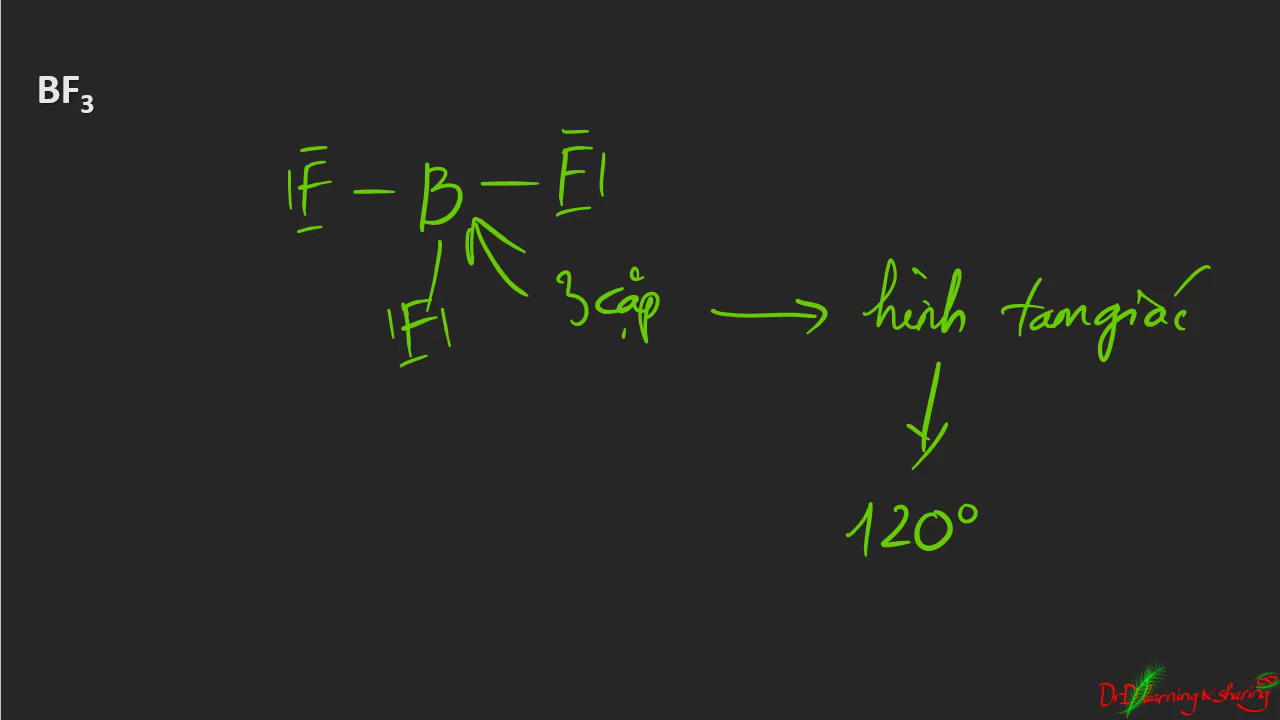 BF₃
F – B – F
F
3 cặp → hình tam giác
120°
Dr.D learning & sharing